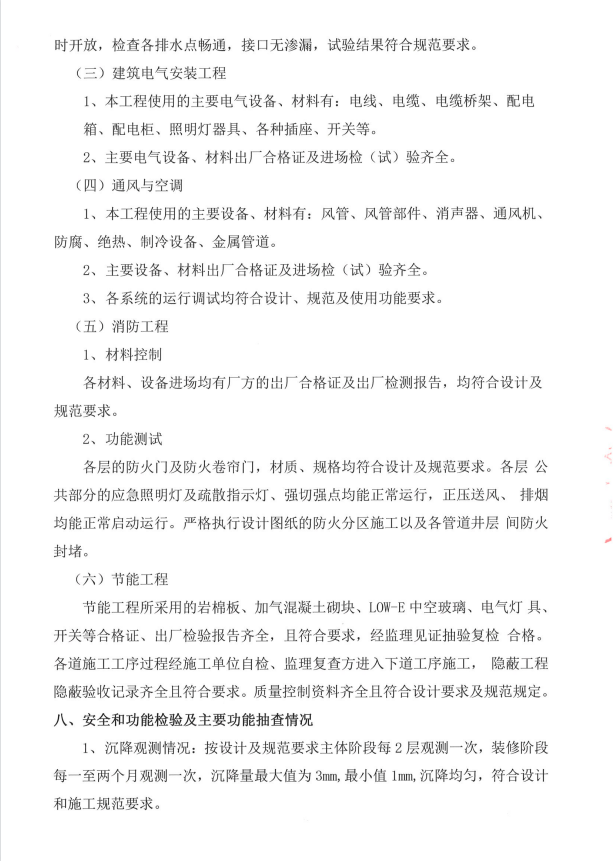 时开放，检查各排水点畅通，接口无渗漏，试验结果符合规范要求。
（三）建筑电气安装工程
1、本工程使用的主要电气设备、材料有：电线、电缆、电缆桥架、配电
箱、配电柜、照明灯器具、各种插座、开关等。
2、主要电气设备、材料出厂合格证及进场检（试）验齐全。
（四）通风与空调
1、本工程使用的主要设备、材料有：风管、风管部件、消声器、通风机、
防腐、绝热、制冷设备、金属管道。
2、主要设备、材料出厂合格证及进场检（试）验齐全。
3、各系统的运行调试均符合设计、规范及使用功能要求。
（五）消防工程
1、材料控制
各材料、设备进场均有厂方的出厂合格证及出厂检测报告，均符合设计及
规范要求。
2、功能测试
各层的防火门及防火卷帘门，材质、规格均符合设计及规范要求。各层 公
共部分的应急照明灯及疏散指示灯、强切强点均能正常运行，正压送风、 排烟
均能正常启动运行。严格执行设计图纸的防火分区施工以及各管道井层 间防火
封堵。
（六）节能工程
节能工程所采用的岩棉板、加气混凝土砌块、LOW-E 中空玻璃、电气灯 具、
开关等合格证、出厂检验报告齐全，且符合要求，经监理见证抽验复检 合格。
各道施工工序过程经施工单位自检、监理复查方进入下道工序施工， 隐蔽工程
隐蔽验收记录齐全且符合要求。质量控制资料齐全且符合设计要求及规范规定。
八、安全和功能检验及主要功能抽查情况
1、沉降观测情况：按设计及规范要求主体阶段每 2 层观测一次，装修阶段
每一至两个月观测一次，沉降量最大值为 3mm,最小值 1mm,沉降均匀，符合设计
和施工规范要求。